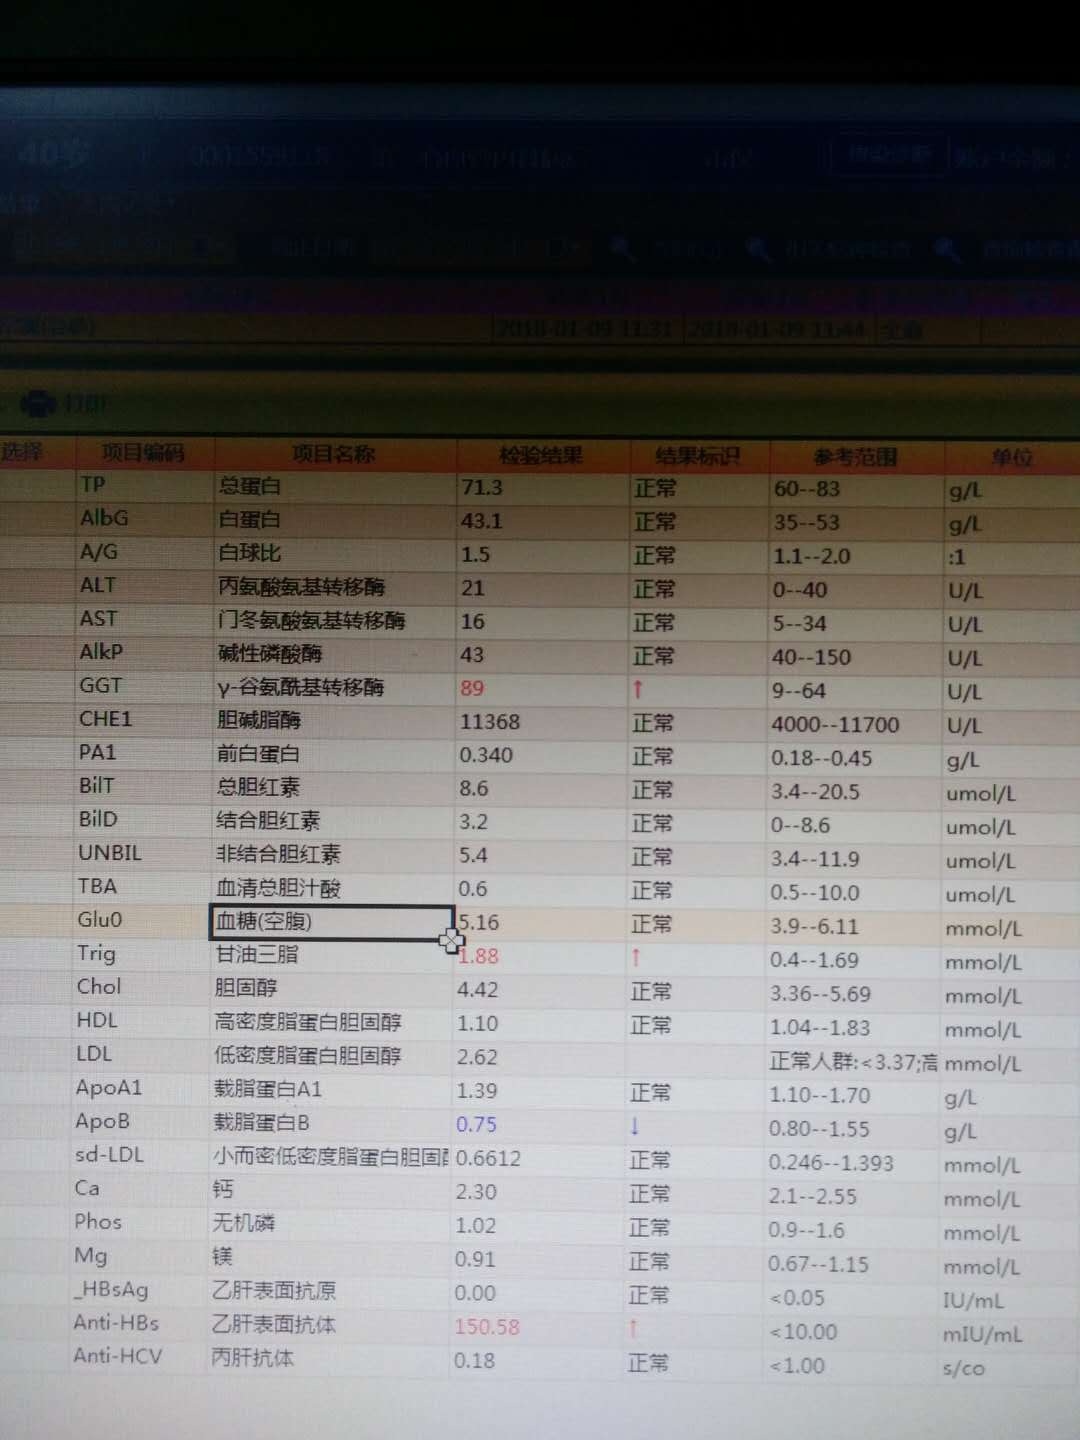 40岁
2018-01-09 11:31 2018-01-09 11:44
打印
选择 项目编码 项目名称 检验结果 结果标识 参考范围 单位
TP 总蛋白 71.3 正常 60--83 g/L
AlbG 白蛋白 43.1 正常 35--53 g/L
A/G 白球比 1.5 正常 1.1--2.0 :1
ALT 丙氨酸氨基转移酶 21 正常 0--40 U/L
AST 门冬氨酸氨基转移酶 16 正常 5--34 U/L
AlkP 碱性磷酸酶 43 正常 40--150 U/L
GGT γ-谷氨酰基转移酶 89 ↑ 9--64 U/L
CHE1 胆碱脂酶 11368 正常 4000--11700 U/L
PA1 前白蛋白 0.340 正常 0.18--0.45 g/L
BilT 总胆红素 8.6 正常 3.4--20.5 umol/L
BilD 结合胆红素 3.2 正常 0--8.6 umol/L
UNBIL 非结合胆红素 5.4 正常 3.4--11.9 umol/L
TBA 血清总胆汁酸 0.6 正常 0.5--10.0 umol/L
Glu0 血糖(空腹) 5.16 正常 3.9--6.11 mmol/L
Trig 甘油三脂 1.88 ↑ 0.4--1.69 mmol/L
Chol 胆固醇 4.42 正常 3.36--5.69 mmol/L
HDL 高密度脂蛋白胆固醇 1.10 正常 1.04--1.83 mmol/L
LDL 低密度脂蛋白胆固醇 2.62 正常人群:<3.37;高 mmol/L
ApoA1 载脂蛋白A1 1.39 正常 1.10--1.70 g/L
ApoB 载脂蛋白B 0.75 ↓ 0.80--1.55 g/L
sd-LDL 小而密低密度脂蛋白胆固 0.6612 正常 0.246--1.393 mmol/L
Ca 钙 2.30 正常 2.1--2.55 mmol/L
Phos 无机磷 1.02 正常 0.9--1.6 mmol/L
Mg 镁 0.91 正常 0.67--1.15 mmol/L
_HBsAg 乙肝表面抗原 0.00 正常 <0.05 IU/mL
Anti-HBs 乙肝表面抗体 150.58 ↑ <10.00 mIU/mL
Anti-HCV 丙肝抗体 0.18 正常 <1.00 s/co